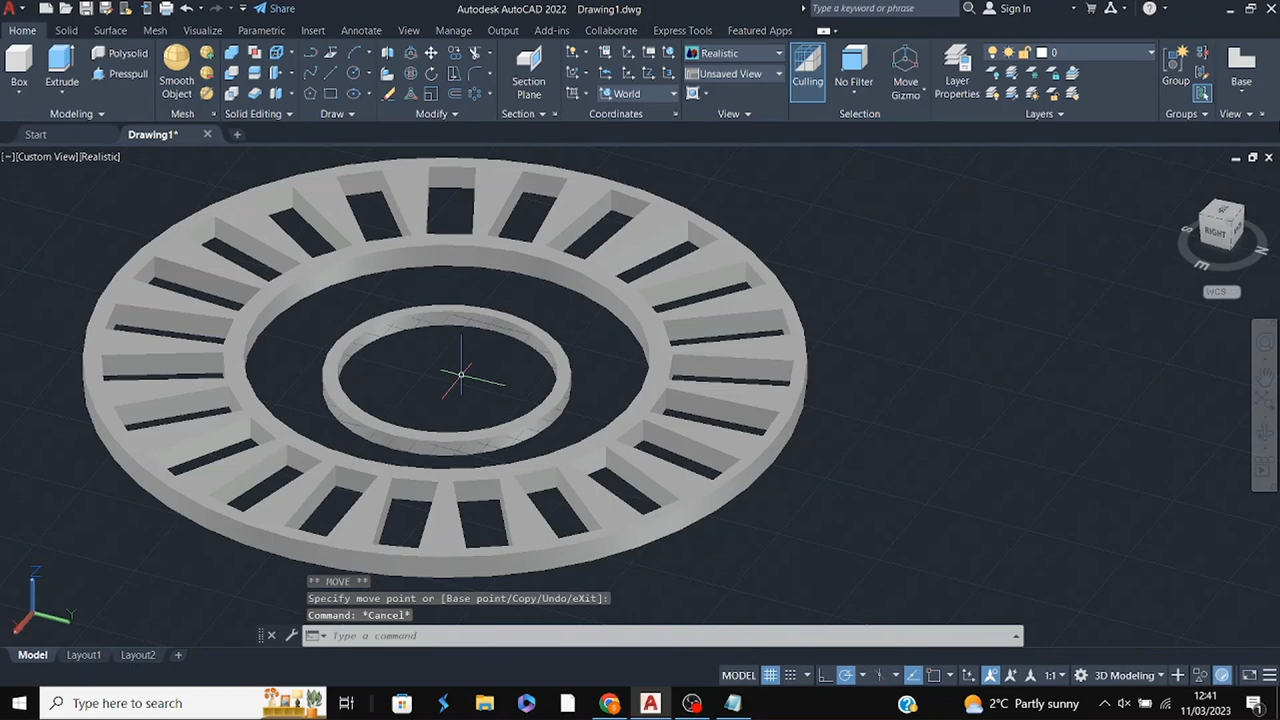 Share
Autodesk AutoCAD 2022 Drawing1.dwg
Type a keyword or phrase
Sign In
Home Solid Surface Mesh Visualize Parametric Insert Annotate View Manage Output Add-ins Collaborate Express Tools Featured Apps
Box
Extrude
Polysolid
Presspull
Smooth
Object
Section
Plane
World
Realistic
Unsaved View
Culling
No Filter
Move
Gizmo
Layer
Properties
0
Group
Base
Modeling Mesh Solid Editing Draw Modify Section Coordinates View Selection Layers Groups View
Start Drawing1*
[−][Custom View][Realistic]
RIGHT
S
E
N
WCS
Z
Y
** MOVE **
Specify move point or [Base point/Copy/Undo/eXit]:
Command: *Cancel*
Type a command
Model Layout1 Layout2
MODEL 1:1 3D Modeling
Type here to search
2°C Partly sunny
12:41
11/03/2023